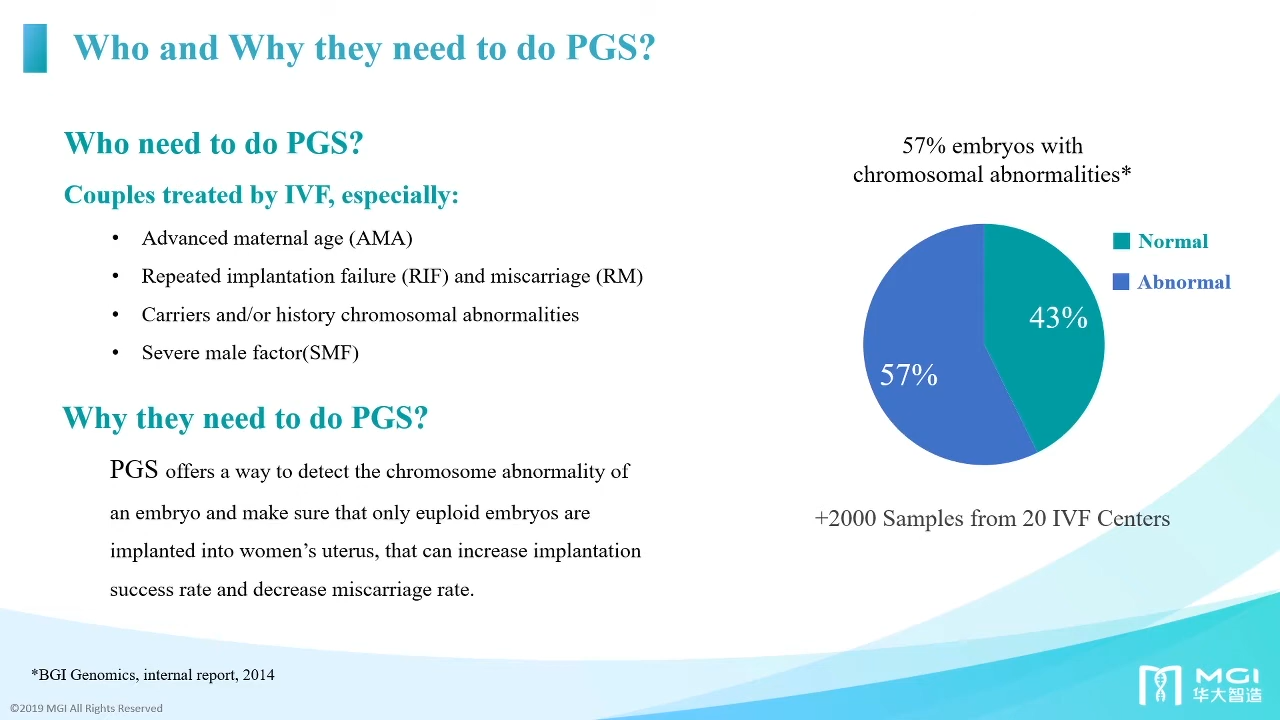 Who and Why they need to do PGS?
Who need to do PGS?
Couples treated by IVF, especially:
• Advanced maternal age (AMA)
• Repeated implantation failure (RIF) and miscarriage (RM)
• Carriers and/or history chromosomal abnormalities
• Severe male factor(SMF)
Why they need to do PGS?
PGS offers a way to detect the chromosome abnormality of
an embryo and make sure that only euploid embryos are
implanted into women’s uterus, that can increase implantation
success rate and decrease miscarriage rate.
57% embryos with
chromosomal abnormalities*
Normal
Abnormal
43%
57%
+2000 Samples from 20 IVF Centers
*BGI Genomics, internal report, 2014
©2019 MGI All Rights Reserved
MGI
华大智造